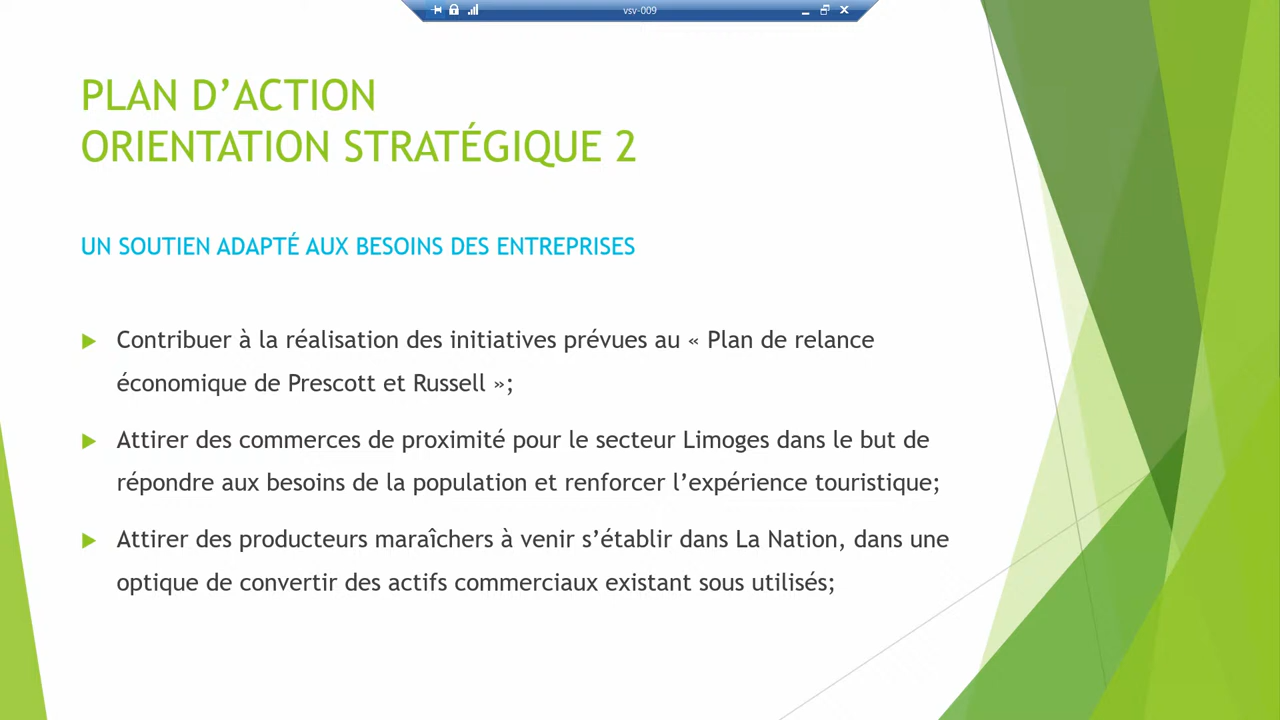 vsv-009
PLAN D’ACTION
ORIENTATION STRATÉGIQUE 2
UN SOUTIEN ADAPTÉ AUX BESOINS DES ENTREPRISES
Contribuer à la réalisation des initiatives prévues au « Plan de relance
économique de Prescott et Russell »;
Attirer des commerces de proximité pour le secteur Limoges dans le but de
répondre aux besoins de la population et renforcer l’expérience touristique;
Attirer des producteurs maraîchers à venir s’établir dans La Nation, dans une
optique de convertir des actifs commerciaux existant sous utilisés;